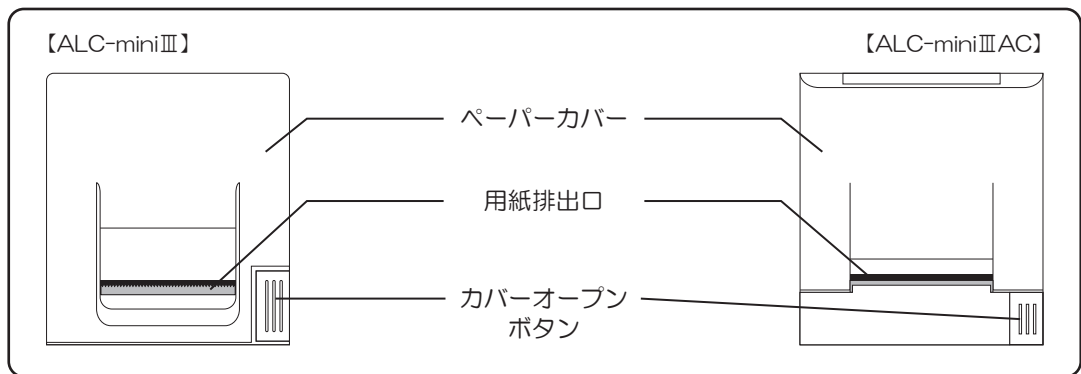 【ALC-miniⅢ】
【ALC-miniⅢAC】
ペーパーカバー
用紙排出口
カバーオープン
ボタン